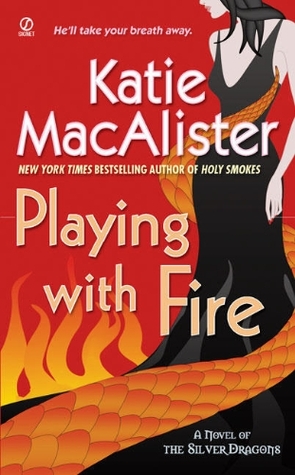 SIGNET
He'll take your breath away.
Katie
MacAlister
NEW YORK TIMES BESTSELLING AUTHOR OF HOLY SMOKES
Playing
with Fire
A NOVEL OF
THE SILVER DRAGONS